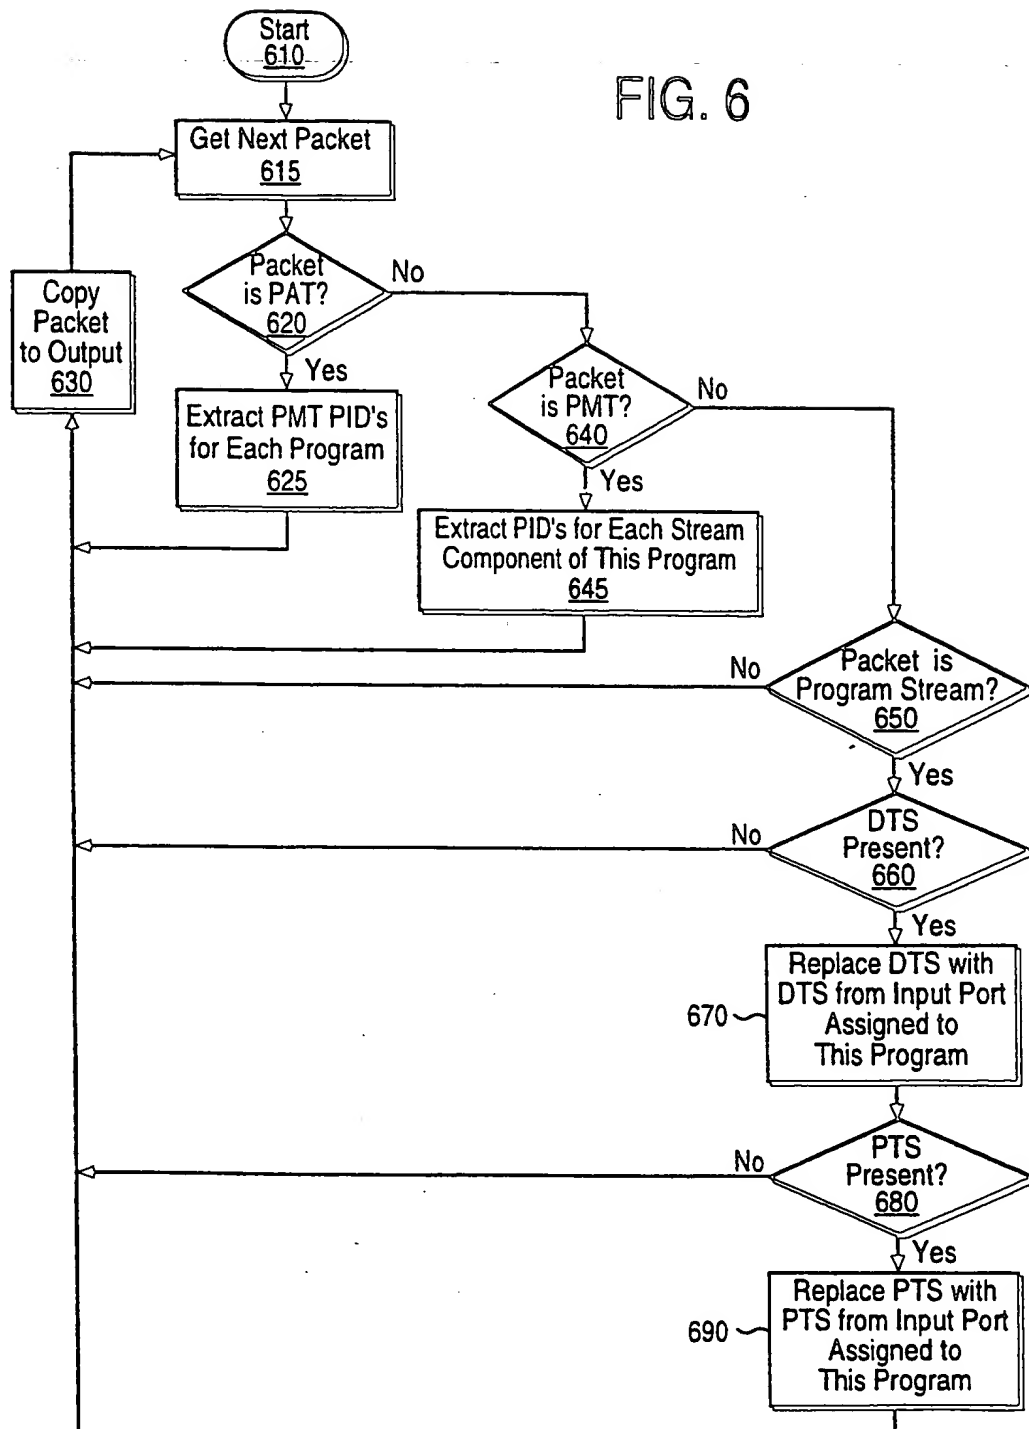 Start
610
FIG. 6
Get Next Packet
615
Packet
is PAT?
620
No
Yes
Copy
Packet
to Output
630
Extract PMT PID's
for Each Program
625
Packet
is PMT?
640
No
Yes
Extract PID's for Each Stream
Component of This Program
645
Packet is
Program Stream?
650
No
Yes
DTS
Present?
660
No
Yes
Replace DTS with
DTS from Input Port
Assigned to
This Program
670
PTS
Present?
680
No
Yes
Replace PTS with
PTS from Input Port
Assigned to
This Program
690